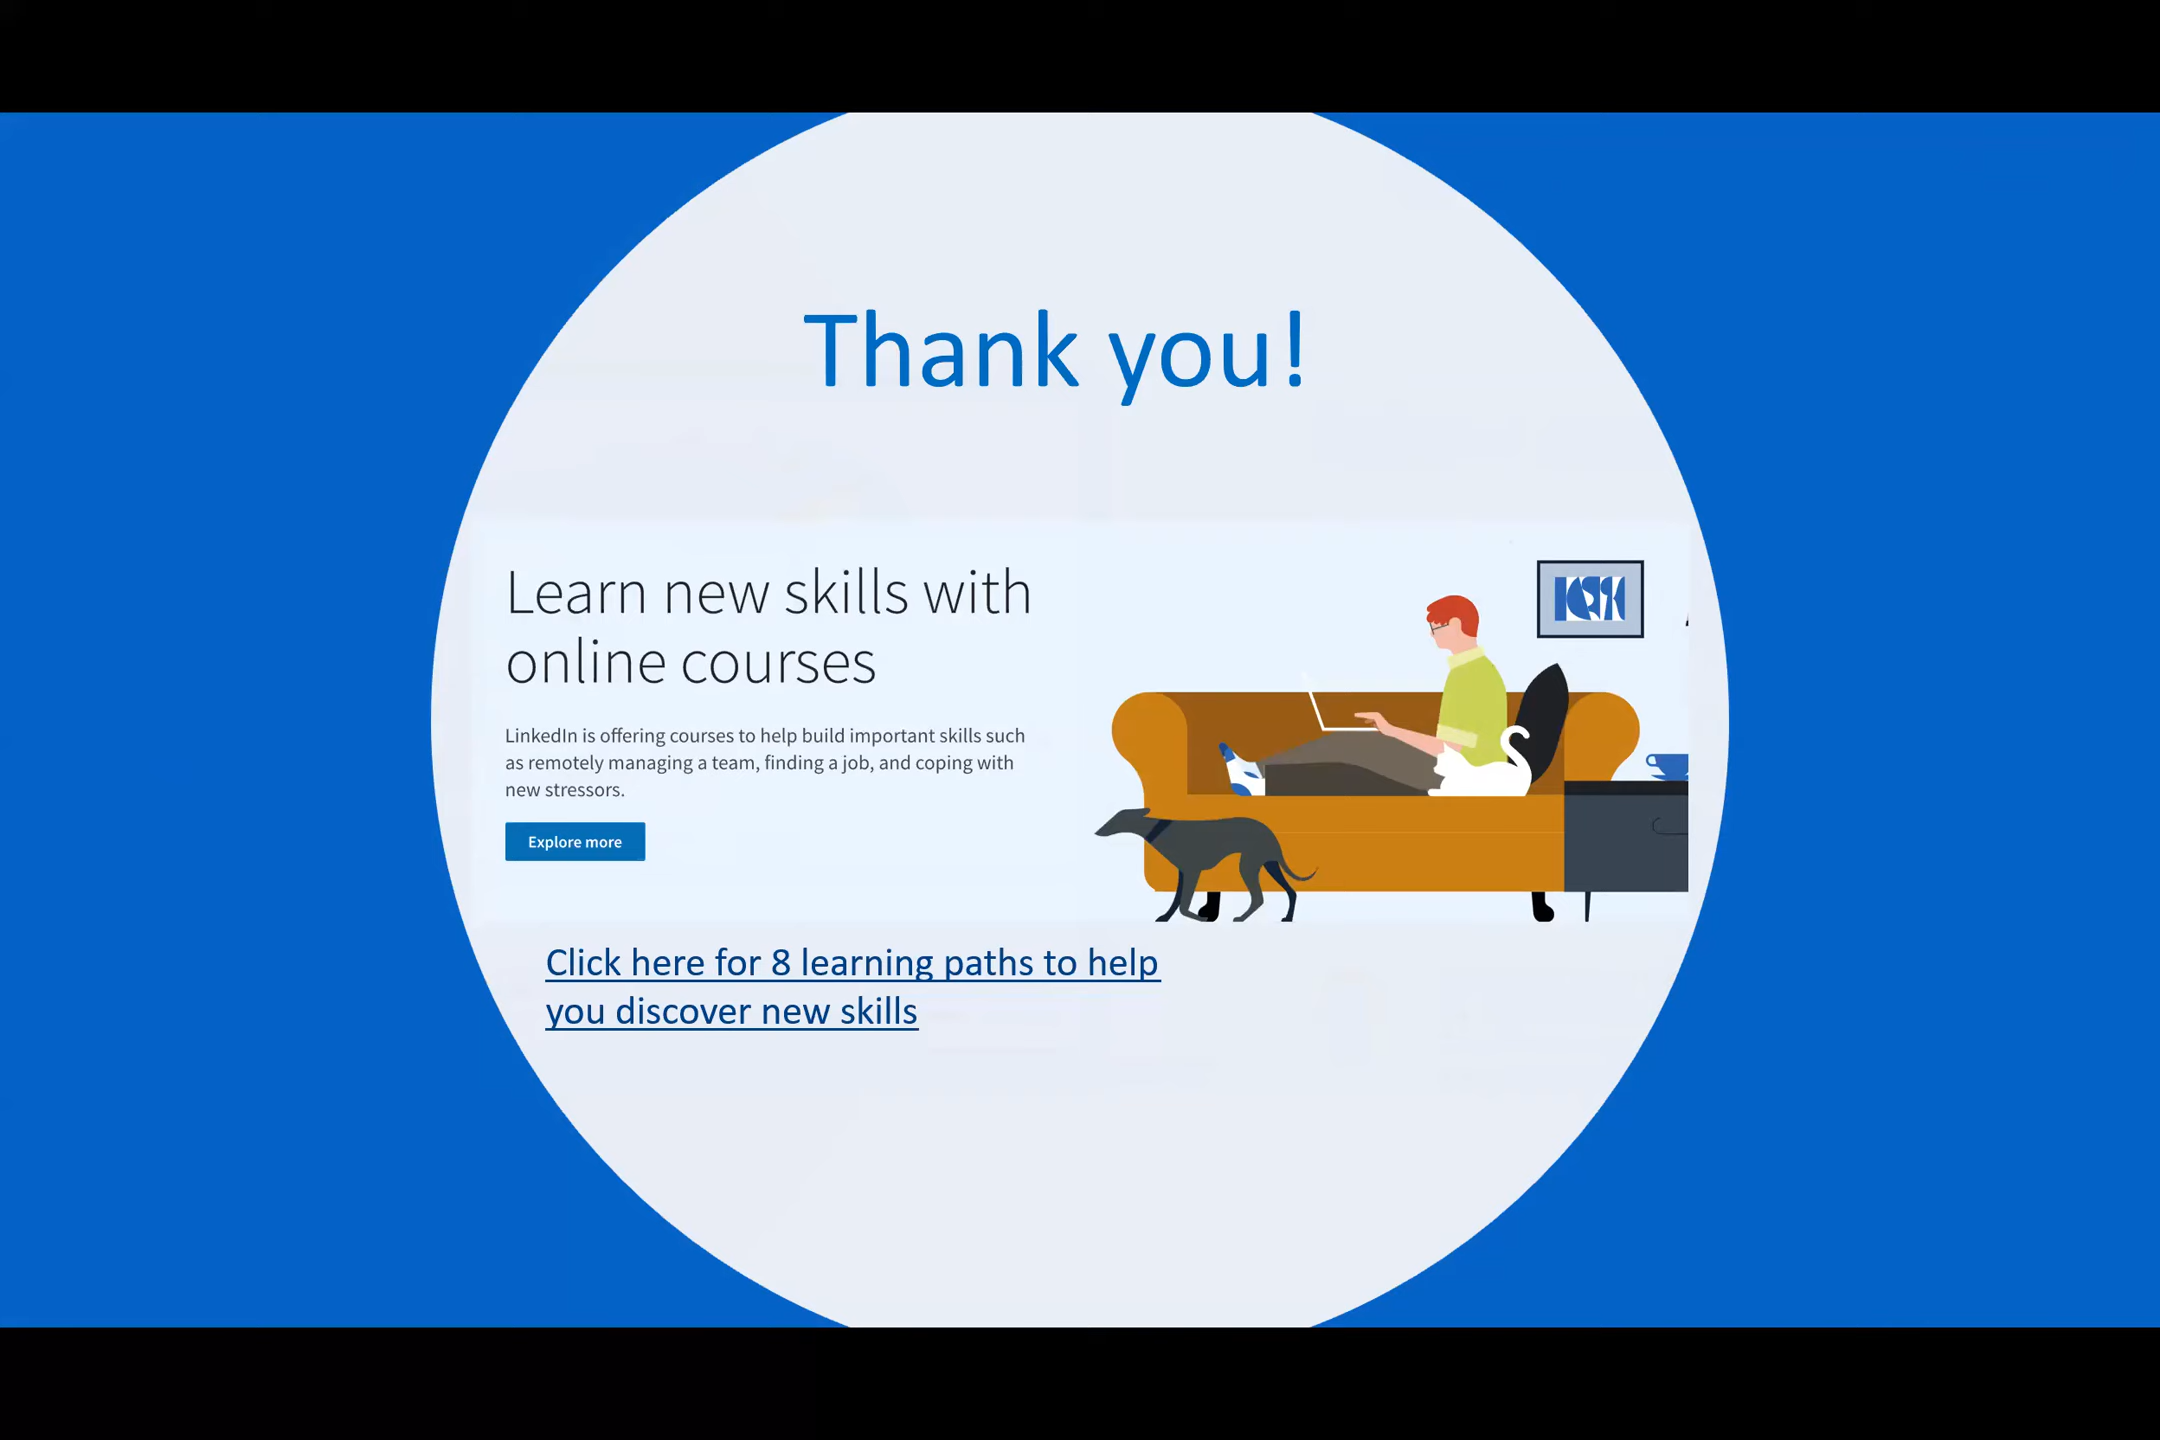 Thank you!
Learn new skills with
online courses
LinkedIn is offering courses to help build important skills such
as remotely managing a team, finding a job, and coping with
new stressors.
Explore more
Click here for 8 learning paths to help
you discover new skills